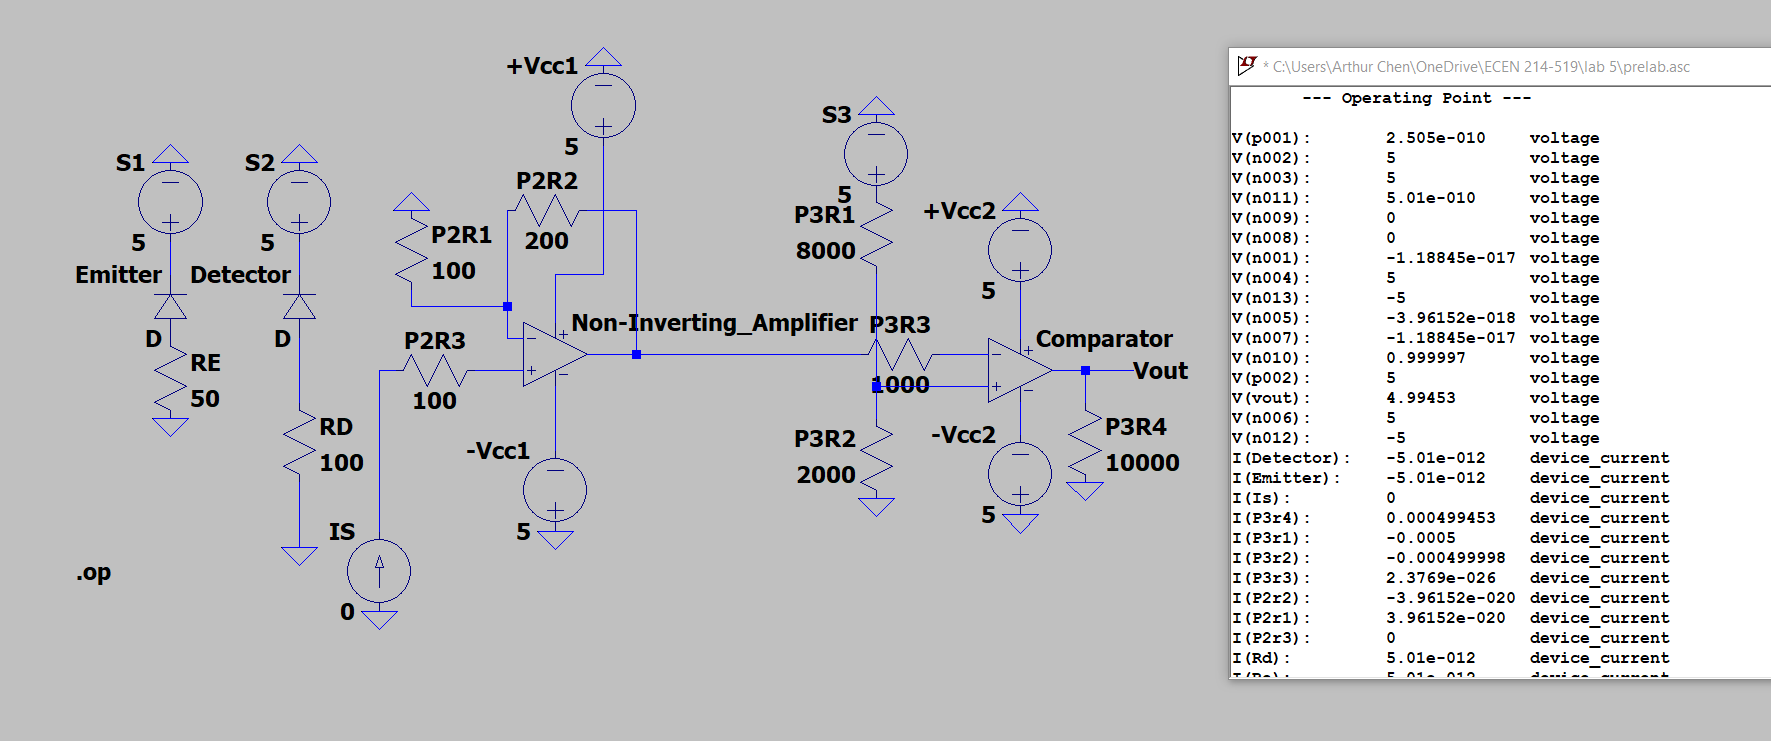 +Vcc1
5
S1
5
S2
5
Emitter
Detector
D
D
RE
50
RD
100
P2R1
100
P2R2
200
P2R3
100
Non-Inverting_Amplifier
-Vcc1
5
IS
0
.op
S3
5
P3R1
8000
P3R3
1000
P3R2
2000
+Vcc2
5
Comparator
Vout
-Vcc2
5
P3R4
10000
* C:\Users\Arthur Chen\OneDrive\ECEN 214-519\lab 5\prelab.asc
--- Operating Point ---
V(p001): 2.505e-010 voltage
V(n002): 5 voltage
V(n003): 5 voltage
V(n011): 5.01e-010 voltage
V(n009): 0 voltage
V(n008): 0 voltage
V(n001): -1.18845e-017 voltage
V(n004): 5 voltage
V(n013): -5 voltage
V(n005): -3.96152e-018 voltage
V(n007): -1.18845e-017 voltage
V(n010): 0.999997 voltage
V(p002): 5 voltage
V(vout): 4.99453 voltage
V(n006): 5 voltage
V(n012): -5 voltage
I(Detector): -5.01e-012 device_current
I(Emitter): -5.01e-012 device_current
I(Is): 0 device_current
I(P3r4): 0.000499453 device_current
I(P3r1): -0.0005 device_current
I(P3r2): -0.000499998 device_current
I(P3r3): 2.3769e-026 device_current
I(P2r2): -3.96152e-020 device_current
I(P2r1): 3.96152e-020 device_current
I(P2r3): 0 device_current
I(Rd): 5.01e-012 device_current
I(Re): 5.01e-012 device_current